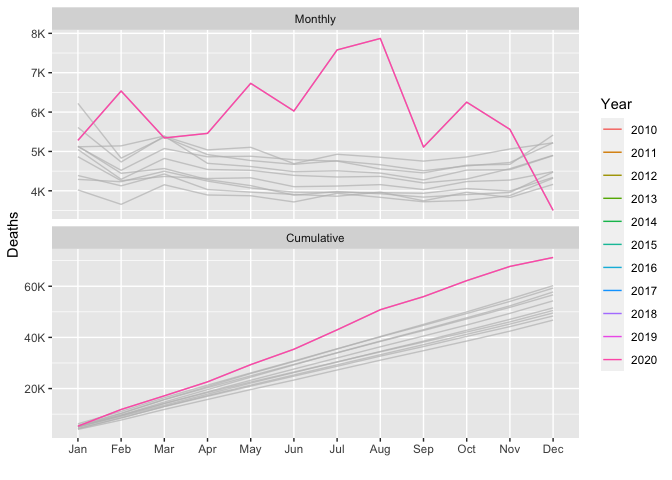 Monthly
8K
7K
6K
5K
4K
Deaths
Cumulative
60K
40K
20K
Jan Feb Mar Apr May Jun Jul Aug Sep Oct Nov Dec
Year
2010
2011
2012
2013
2014
2015
2016
2017
2018
2019
2020